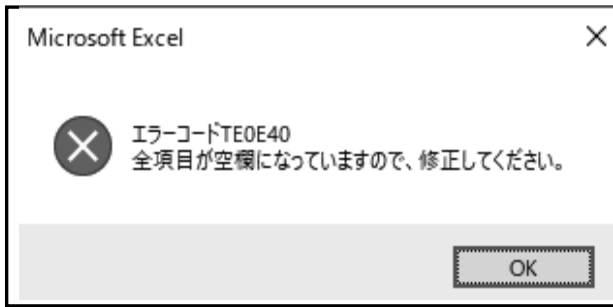 Microsoft Excel
エラーコードTE0E40
全項目が空欄になっていますので、修正してください。
OK